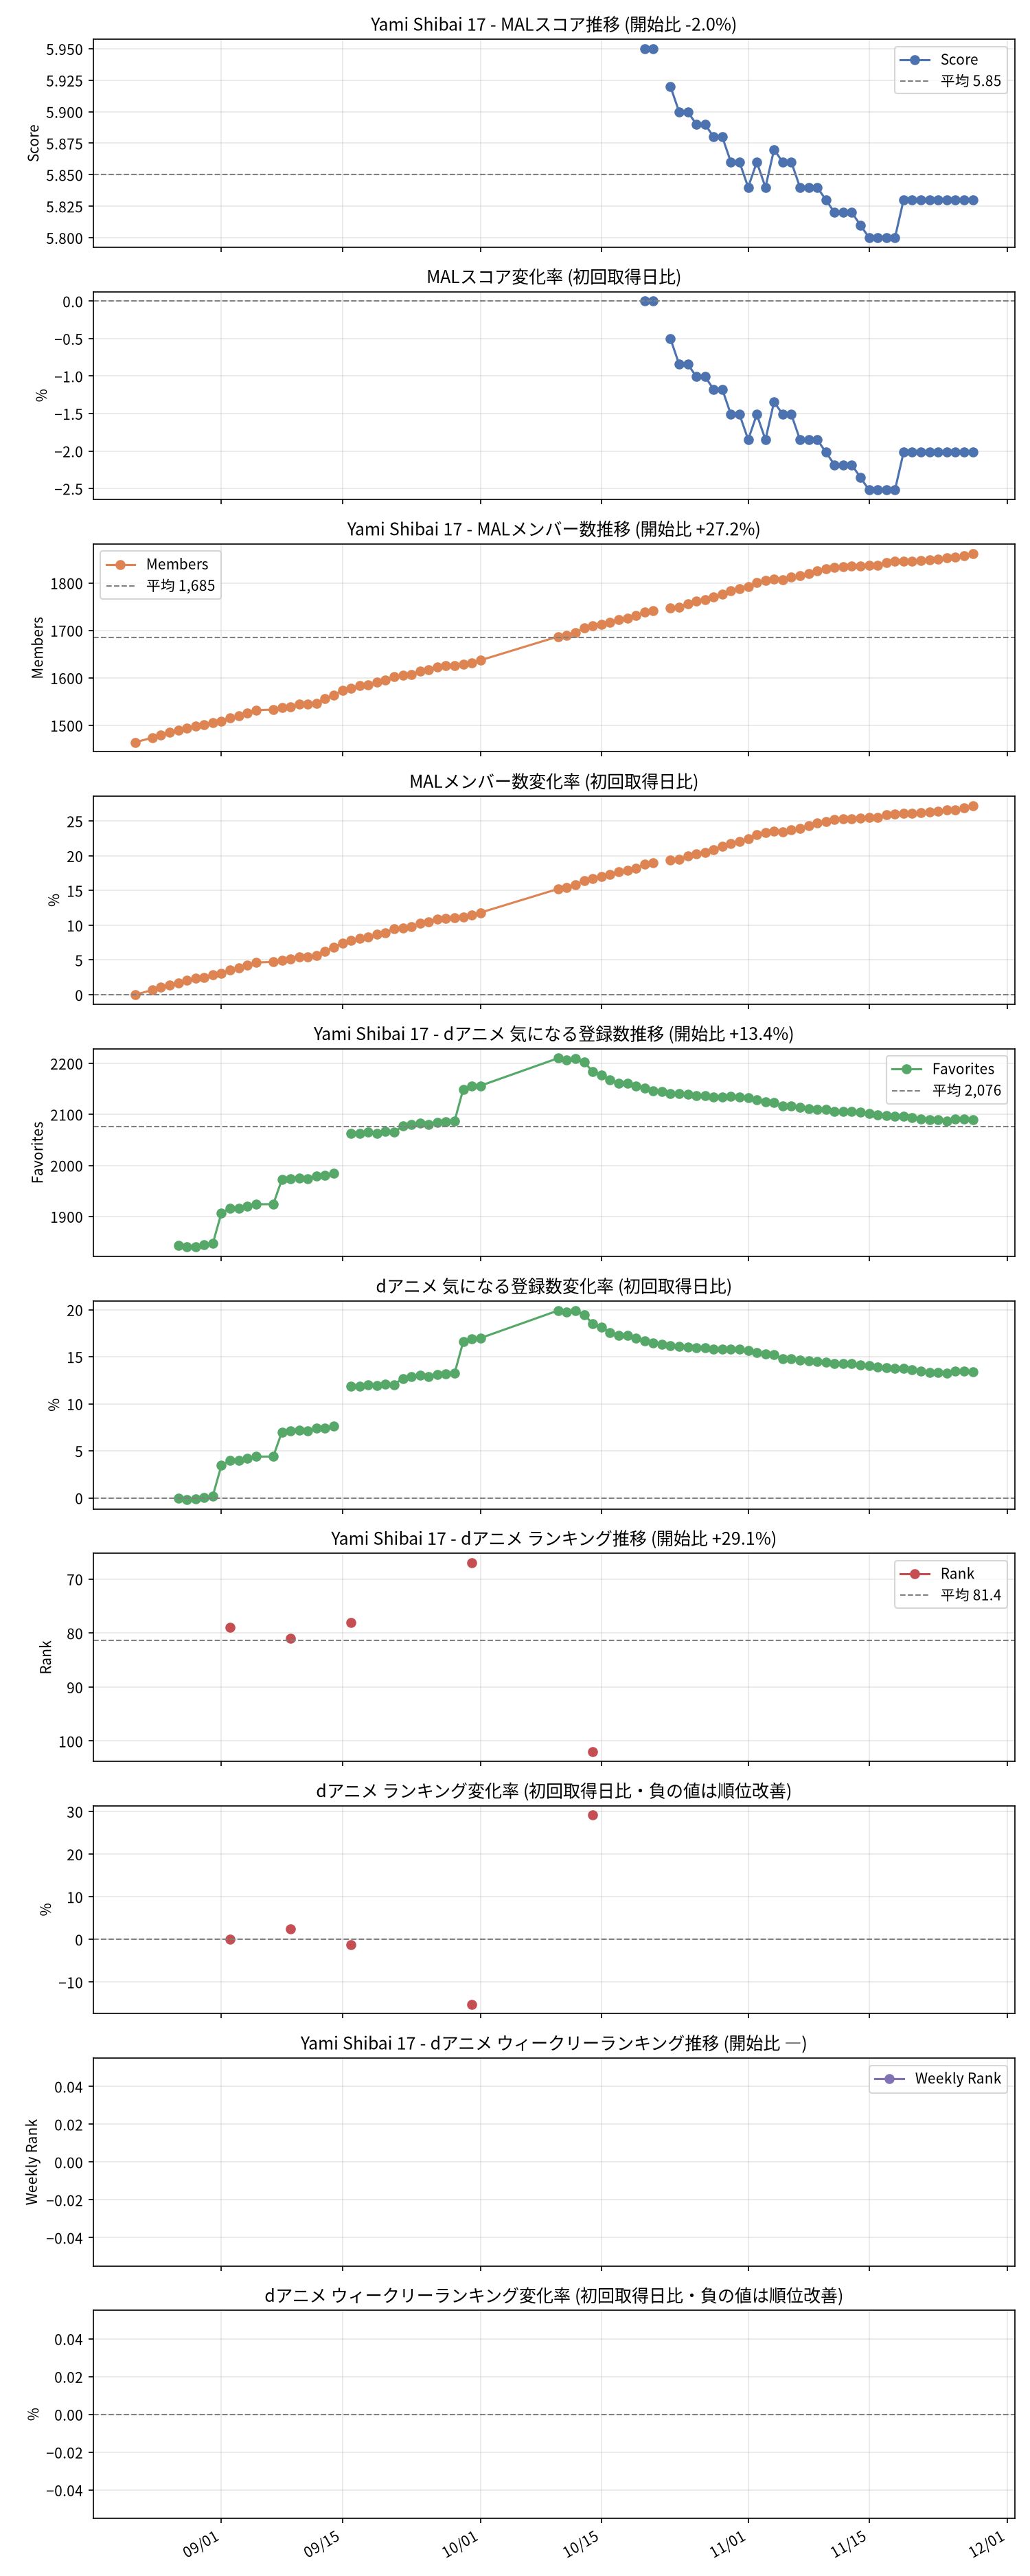 Yami Shibai 17 - MALスコア推移 (開始比 -2.0%)
5.950
5.925
5.900
5.875
5.850
5.825
5.800
Score
Score
平均 5.85
MALスコア変化率 (初回取得日比)
0.0
−0.5
−1.0
−1.5
−2.0
−2.5
%
Yami Shibai 17 - MALメンバー数推移 (開始比 +27.2%)
1800
1700
1600
1500
Members
Members
平均 1,685
MALメンバー数変化率 (初回取得日比)
25
20
15
10
5
0
%
Yami Shibai 17 - dアニメ 気になる登録数推移 (開始比 +13.4%)
2200
2100
2000
1900
Favorites
Favorites
平均 2,076
dアニメ 気になる登録数変化率 (初回取得日比)
20
15
10
5
0
%
Yami Shibai 17 - dアニメ ランキング推移 (開始比 +29.1%)
70
80
90
100
Rank
Rank
平均 81.4
dアニメ ランキング変化率 (初回取得日比・負の値は順位改善)
30
20
10
0
−10
%
Yami Shibai 17 - dアニメ ウィークリーランキング推移 (開始比 —)
0.04
0.02
0.00
−0.02
−0.04
Weekly Rank
Weekly Rank
dアニメ ウィークリーランキング変化率 (初回取得日比・負の値は順位改善)
0.04
0.02
0.00
−0.02
−0.04
%
09/01
09/15
10/01
10/15
11/01
11/15
12/01